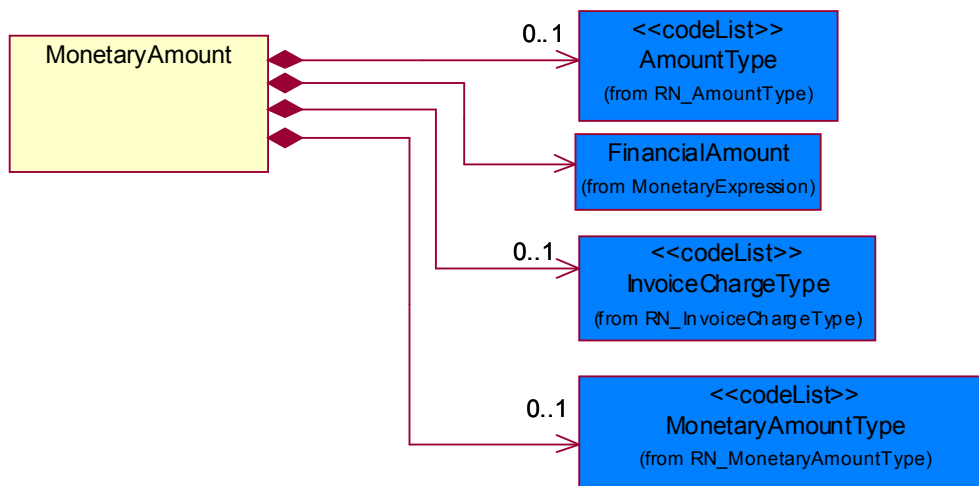 MonetaryAmount
0..1
<<codeList>>
AmountType
(from RN_AmountType)
FinancialAmount
(from MonetaryExpression)
0..1
<<codeList>>
InvoiceChargeType
(from RN_InvoiceChargeType)
0..1
<<codeList>>
MonetaryAmountType
(from RN_MonetaryAmountType)